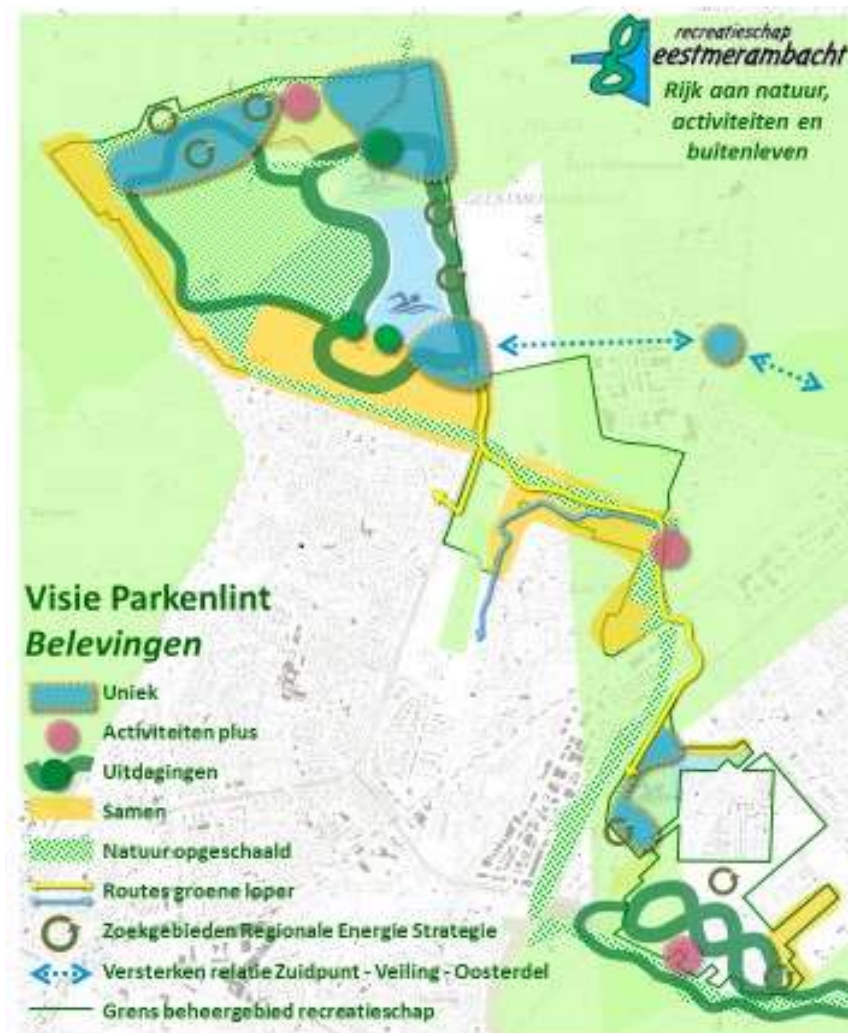 recreatieschap
geestmerambacht
Rijk aan natuur,
activiteiten en
buitenleven
Visie Parkenlint
Belevingen
Uniek
Activiteiten plus
Uitdagingen
Samen
Natuur opgeschaald
Routes groene loper
Zoekgebieden Regionale Energie Strategie
Versterken relatie Zuidpunt - Veiling - Oosterdel
Grens beheergebied recreatieschap